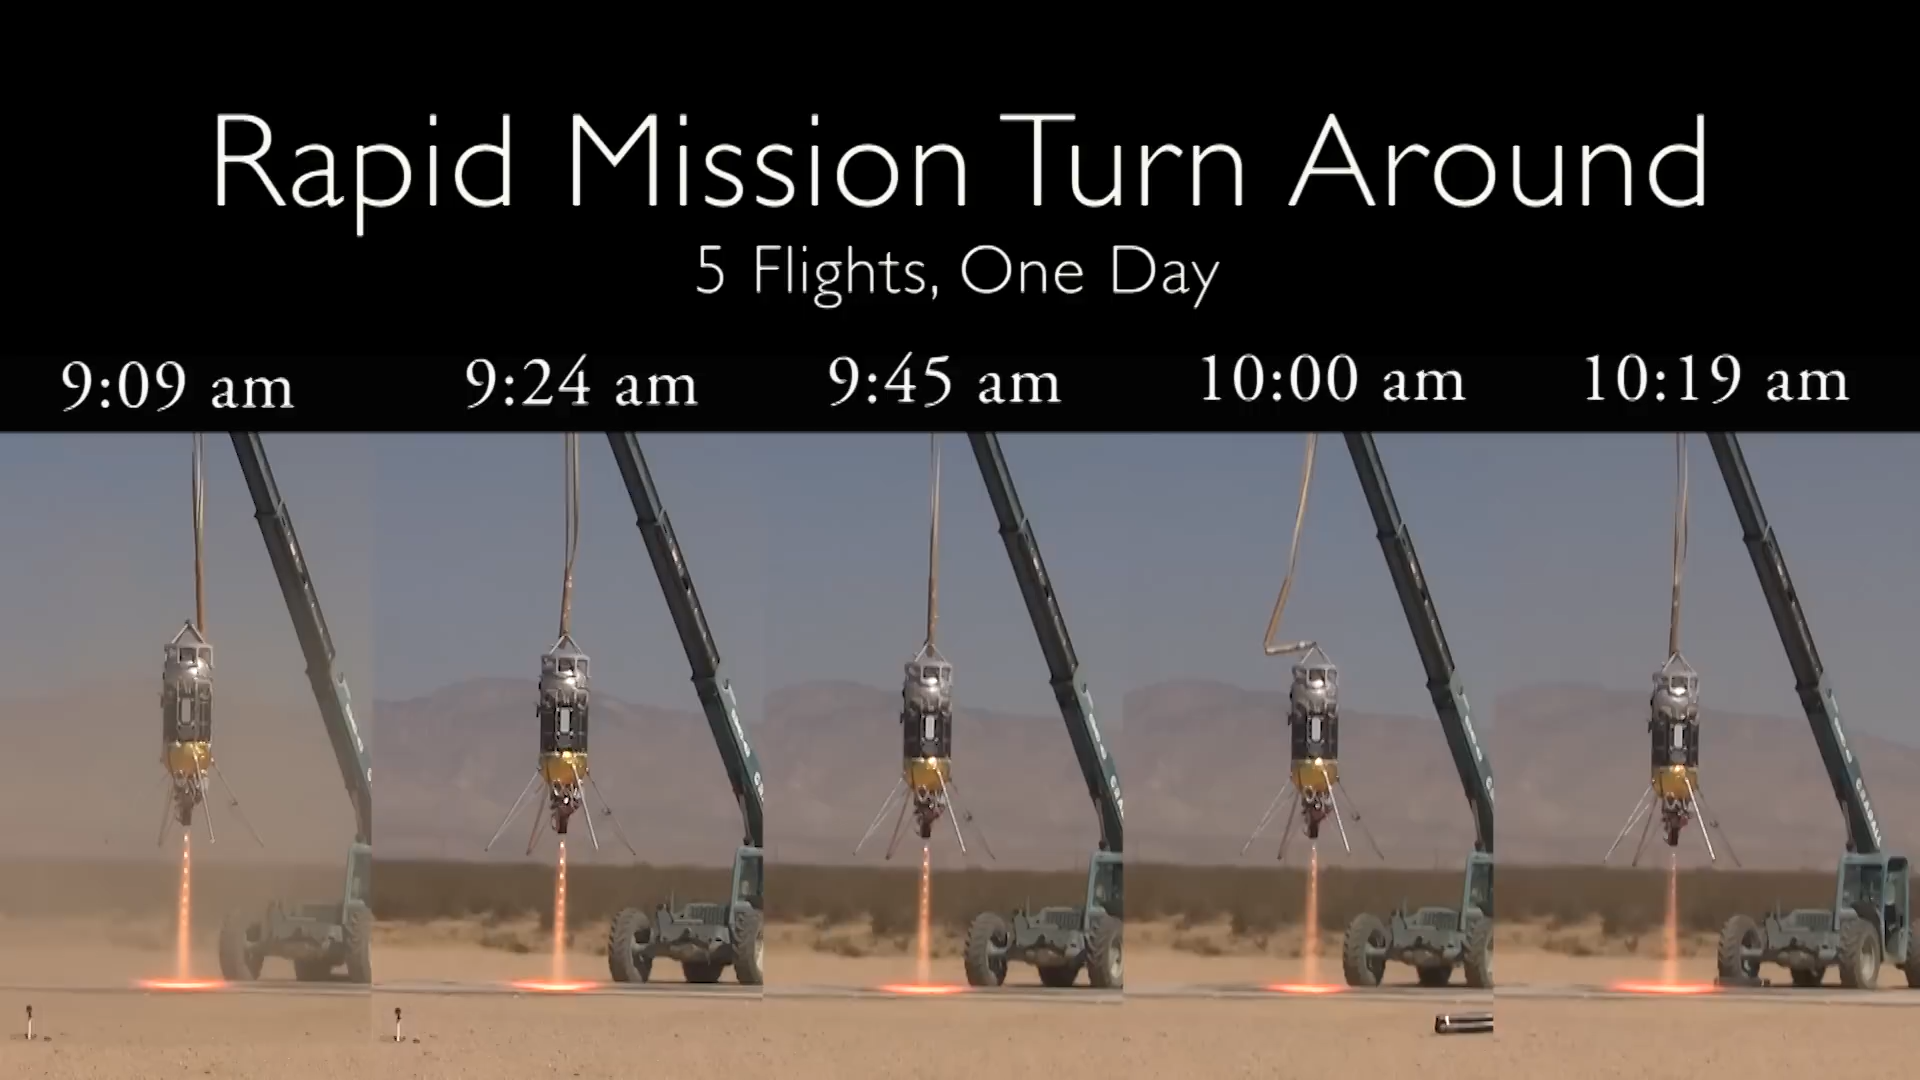 Rapid Mission Turn Around
5 Flights, One Day
9:09 am 9:24 am 9:45 am 10:00 am 10:19 am